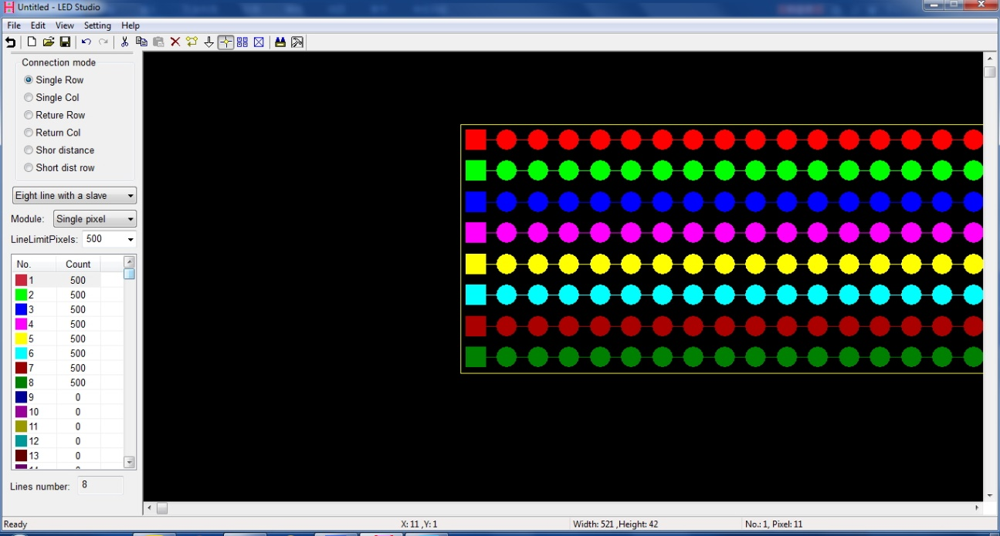 Untitled - LED Studio
File Edit View Setting Help
Connection mode
Single Row
Single Col
Reture Row
Return Col
Shor distance
Short dist row
Eight line with a slave
Module: Single pixel
LineLimitPixels: 500
No. Count
1 500
2 500
3 500
4 500
5 500
6 500
7 500
8 500
9 0
10 0
11 0
12 0
13 0
Lines number: 8
Ready X: 11 ,Y: 1 Width: 521 ,Height: 42 No.: 1, Pixel: 11